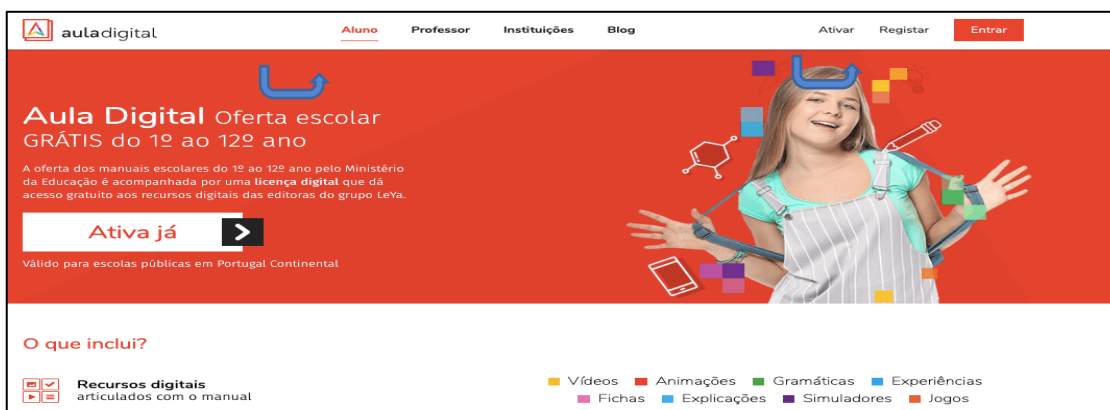 auladigital
Aluno Professor Instituições Blog Ativar Registar Entrar
Aula Digital Oferta escolar
GRÁTIS do 1º ao 12º ano
A oferta dos manuais escolares do 1º ao 12º ano pelo Ministério
da Educação é acompanhada por uma licença digital que dá
acesso gratuito aos recursos digitais das editoras do grupo LeYa.
Ativa já
Válido para escolas públicas em Portugal Continental
O que inclui?
Recursos digitais
articulados com o manual
Vídeos Animações Gramáticas Experiências
Fichas Explicações Simuladores Jogos